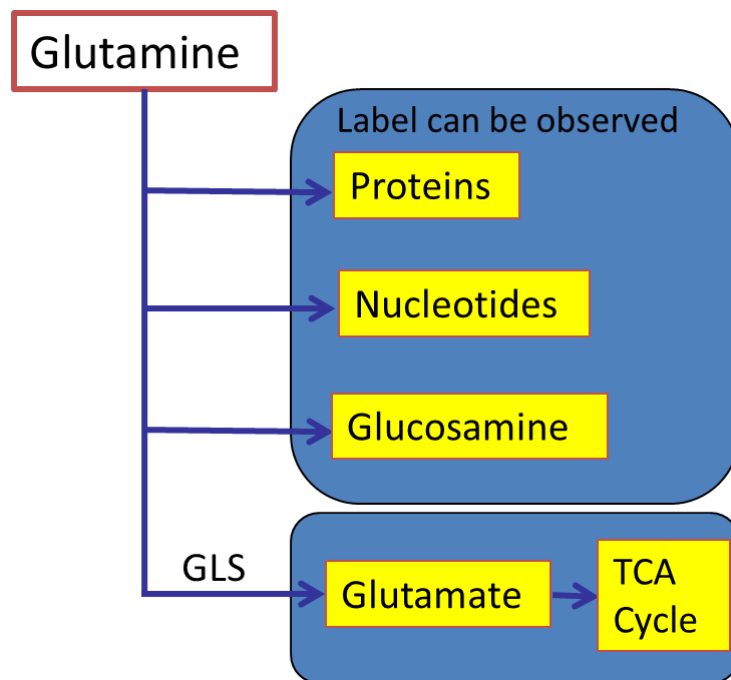 Glutamine
Label can be observed
Proteins
Nucleotides
Glucosamine
GLS
Glutamate
TCA
Cycle